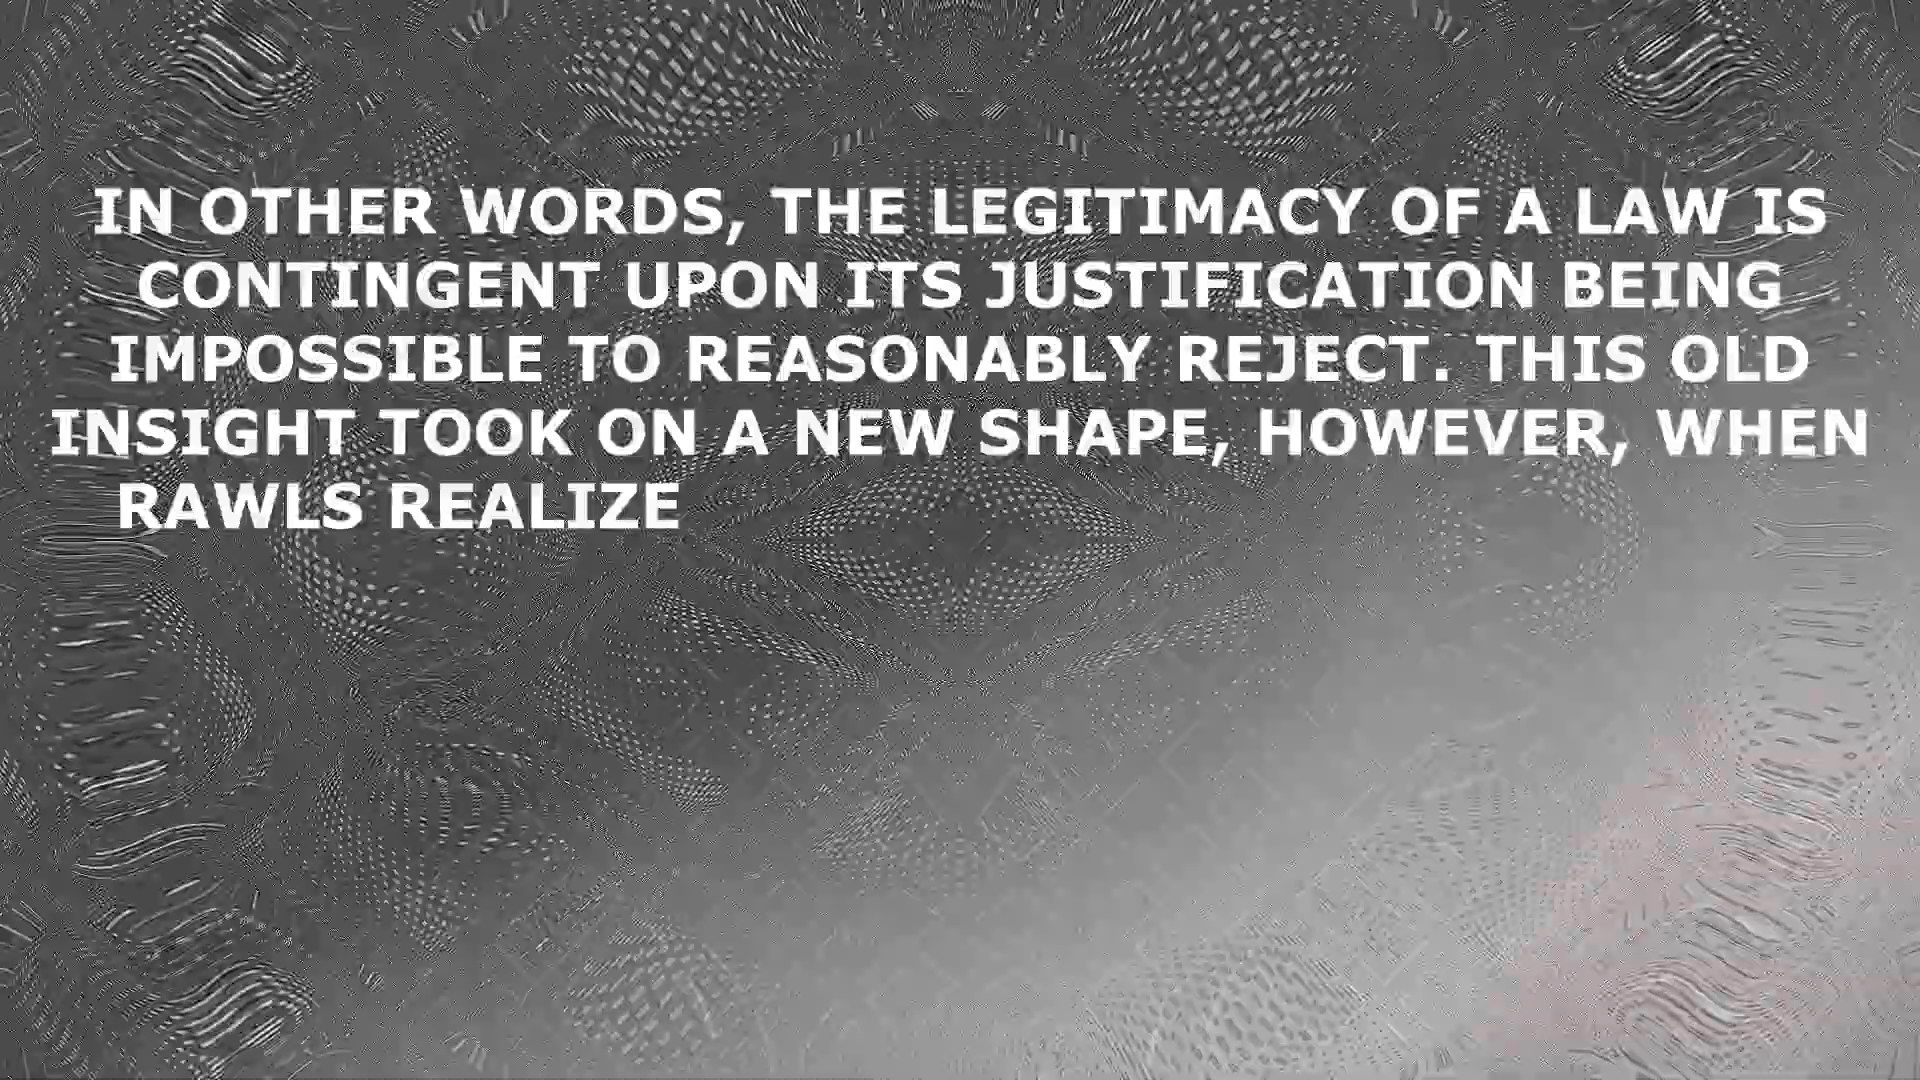 IN OTHER WORDS, THE LEGITIMACY OF A LAW IS
CONTINGENT UPON ITS JUSTIFICATION BEING
IMPOSSIBLE TO REASONABLY REJECT. THIS OLD
INSIGHT TOOK ON A NEW SHAPE, HOWEVER, WHEN
RAWLS REALIZE